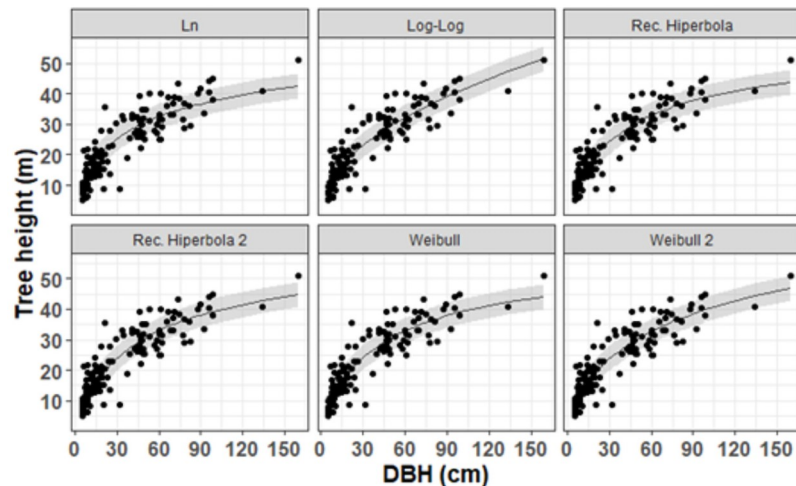 Ln Log-Log Rec. Hiperbola
50
40
30
20
10
Rec. Hiperbola 2 Weibull Weibull 2
50
40
30
20
10
0 30 60 90 120 150 0 30 60 90 120 150 0 30 60 90 120 150
Tree height (m)
DBH (cm)